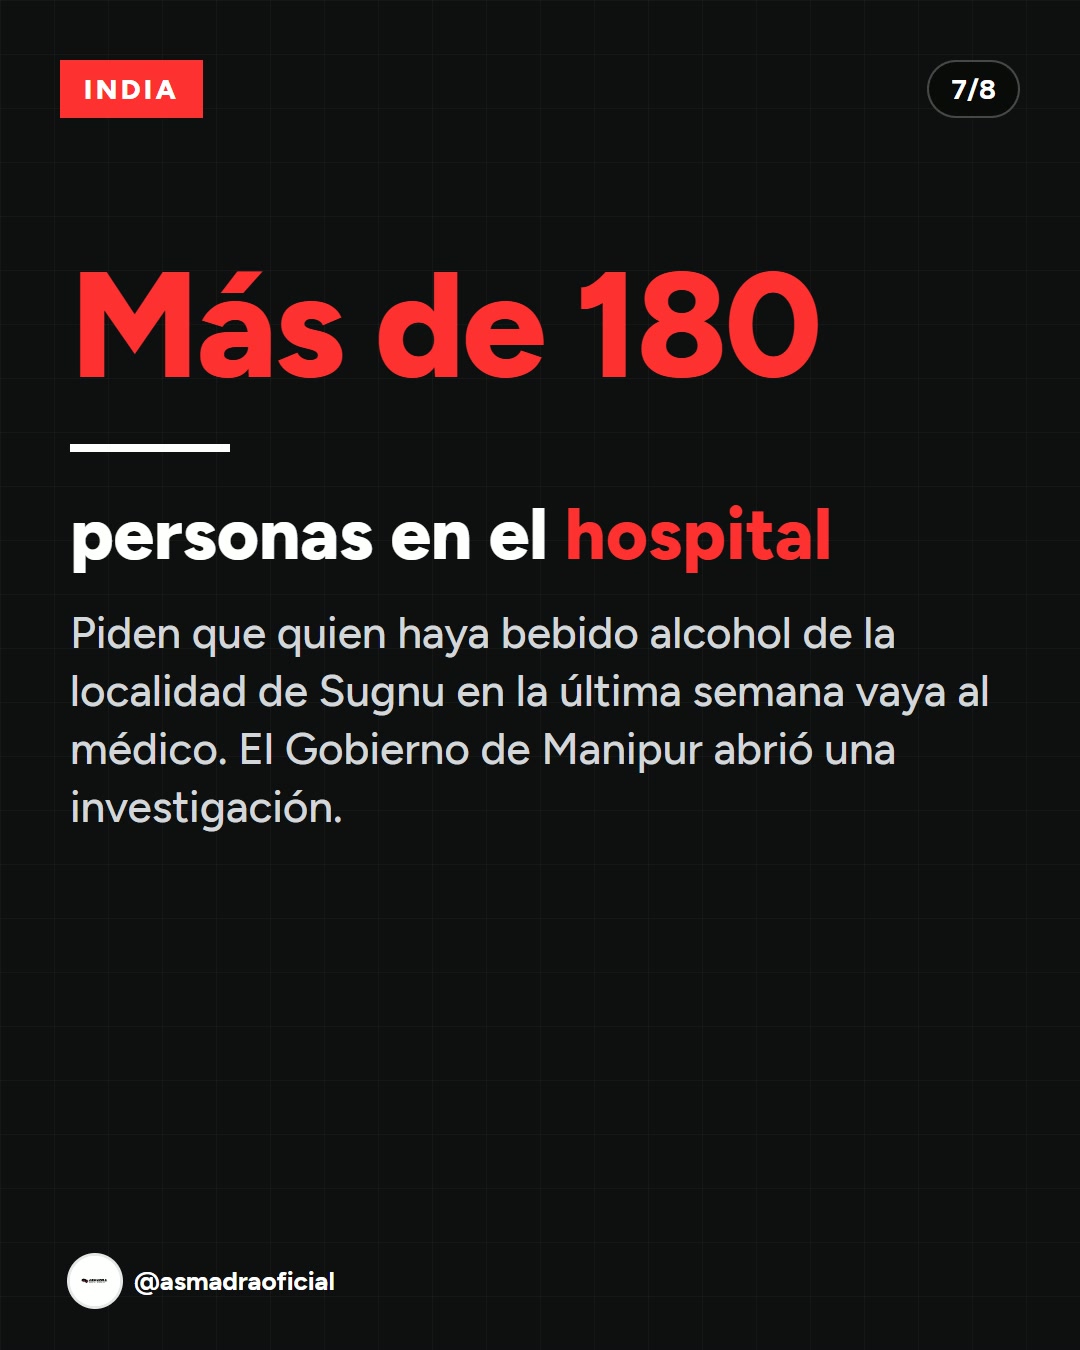 INDIA
7/8
Más de 180
personas en el hospital
Piden que quien haya bebido alcohol de la
localidad de Sugnu en la última semana vaya al
médico. El Gobierno de Manipur abrió una
investigación.
@asmadraoficial